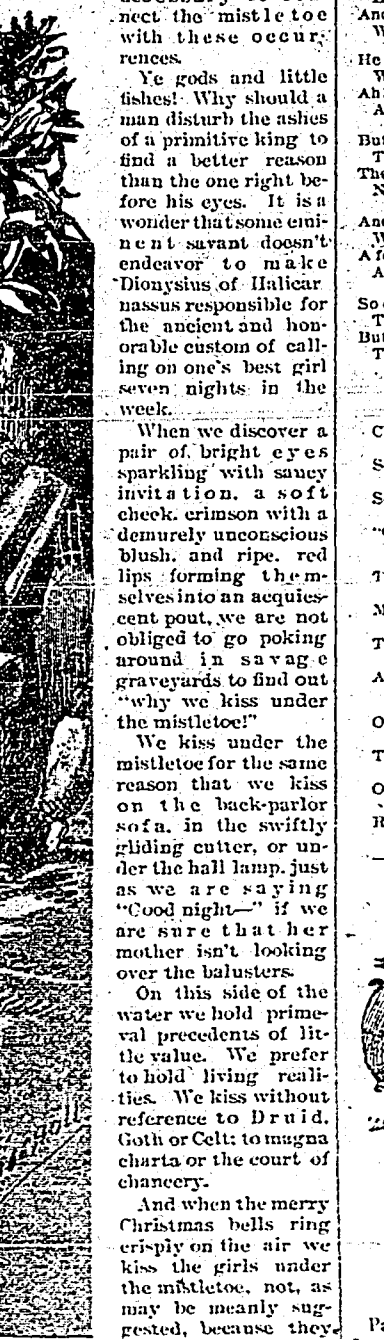 nect the mistletoe
with these occur-
rences.
Ye gods and little
fishes! Why should a
man disturb the ashes
of a primitive king to
find a better reason
than the one right be-
fore his eyes. It is a
wonder that some emi-
nent savant doesn't
endeavor to make
Dionysius of Halicar
nassus responsible for
the ancient and hon-
orable custom of call-
ing on one's best girl
seven nights in the
week.
When we discover a
pair of bright eyes
sparkling with saucy
invitation, a soft
cheek, crimson with a
demurely unconscious
blush, and ripe, red
lips forming them-
selves into an acquies-
cent pout, we are not
obliged to go poking
around in savage
graveyards to find out
"why we kiss under
the mistletoe!"
We kiss under the
mistletoe for the same
reason that we kiss
on the back-parlor
sofa, in the swiftly
gliding cutter, or un-
der the hall lamp, just
as we are saying
"Good night—" if we
are sure that her
mother isn't looking
over the balusters.
On this side of the
water we hold prime-
val precedents of lit-
tle value. We prefer
to hold living reali-
ties. We kiss without
reference to Druid,
Goth or Celt; to magna
charta or the court of
chancery.
And when the merry
Christmas bells ring
crisply on the air we
kiss the girls under
the mistletoe, not, as
may be meanly sug-
gested, because they